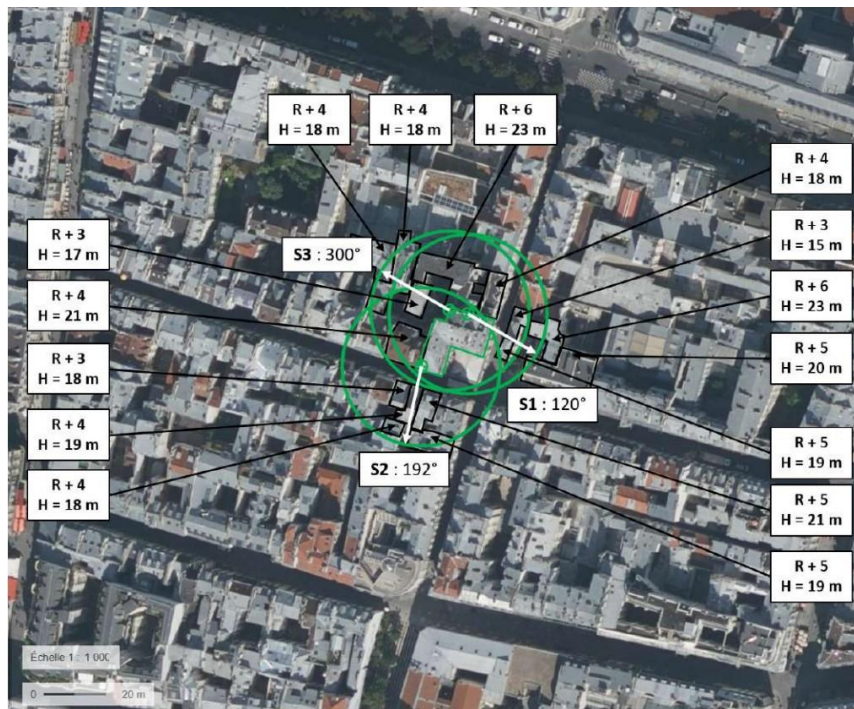 R + 4
H = 18 m
R + 4
H = 18 m
R + 6
H = 23 m
R + 4
H = 18 m
R + 3
H = 15 m
R + 6
H = 23 m
R + 5
H = 20 m
R + 5
H = 19 m
R + 5
H = 21 m
R + 5
H = 19 m
R + 3
H = 17 m
R + 4
H = 21 m
R + 3
H = 18 m
R + 4
H = 19 m
R + 4
H = 18 m
S3 : 300°
S1 : 120°
S2 : 192°
Échelle 1 : 1 000
0 20 m